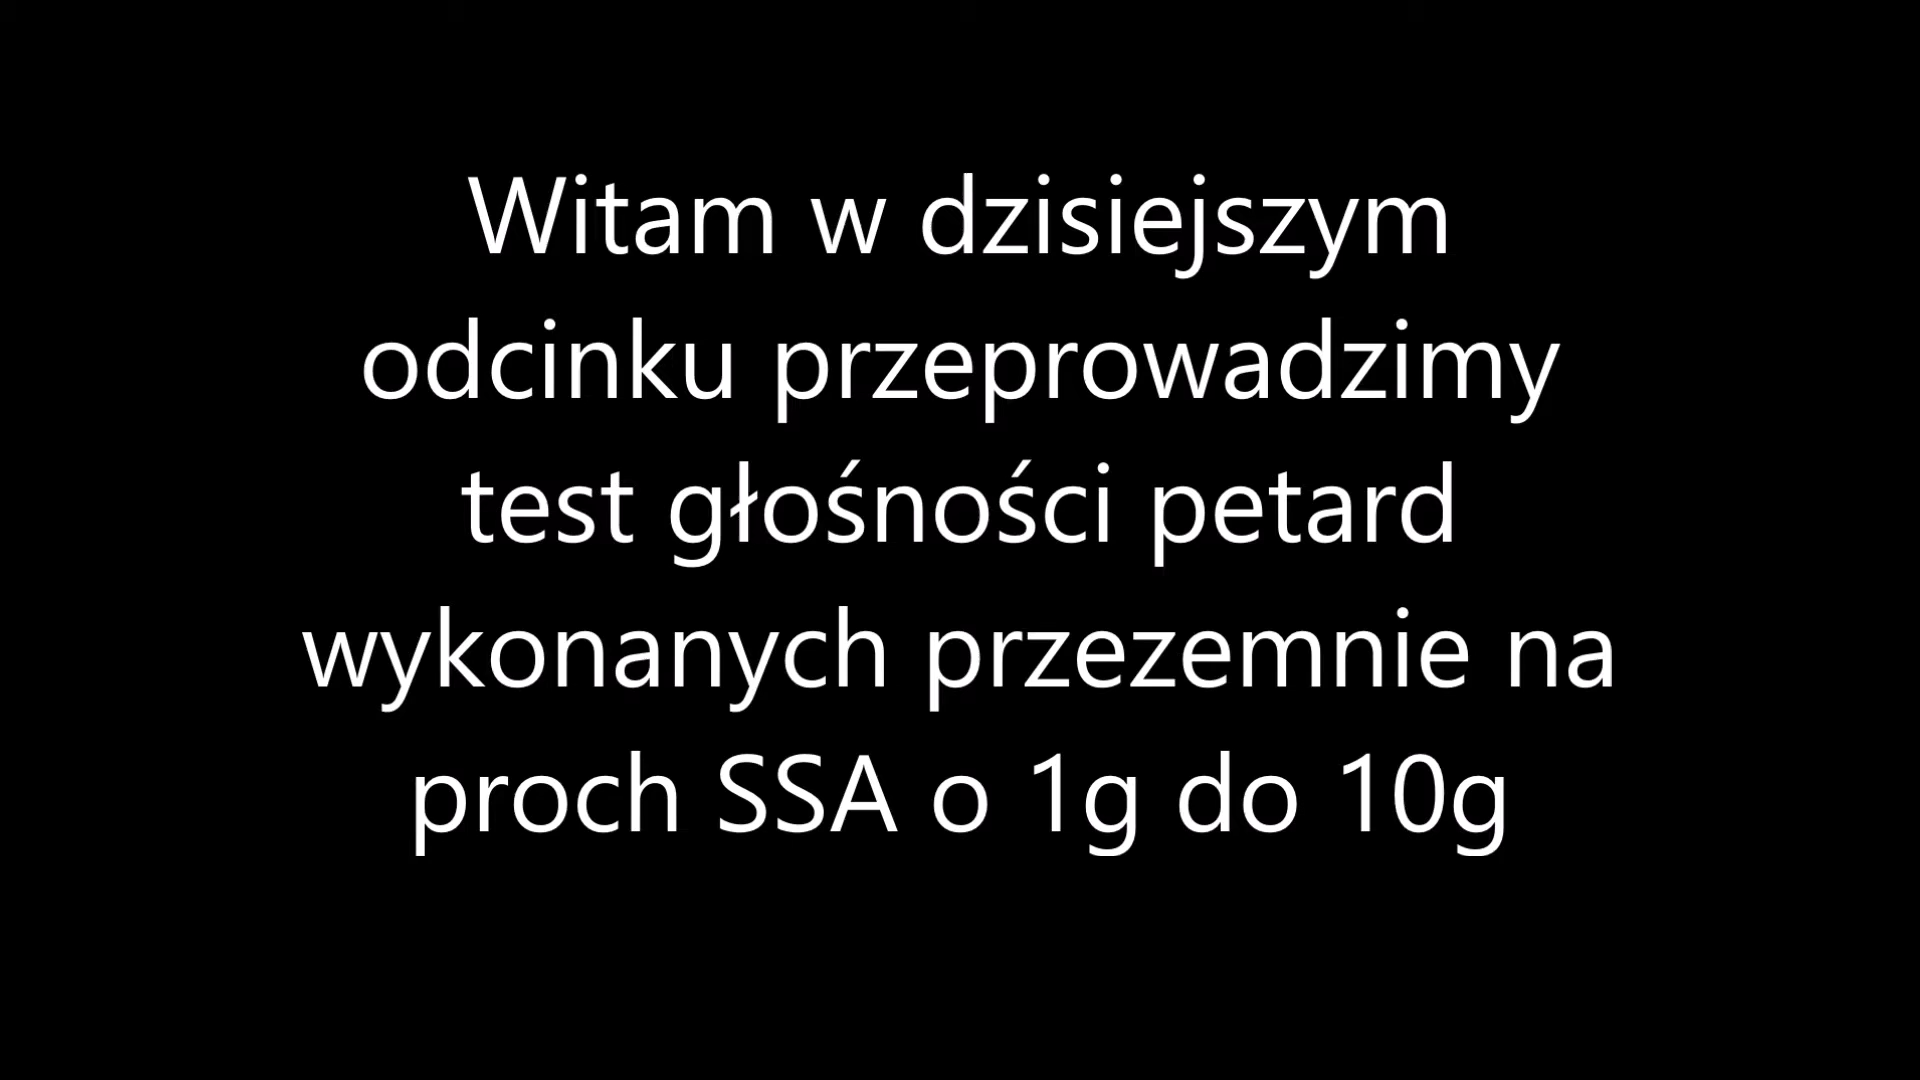 Witam w dzisiejszym
odcinku przeprowadzimy
test głośności petard
wykonanych przezemnie na
proch SSA o 1g do 10g